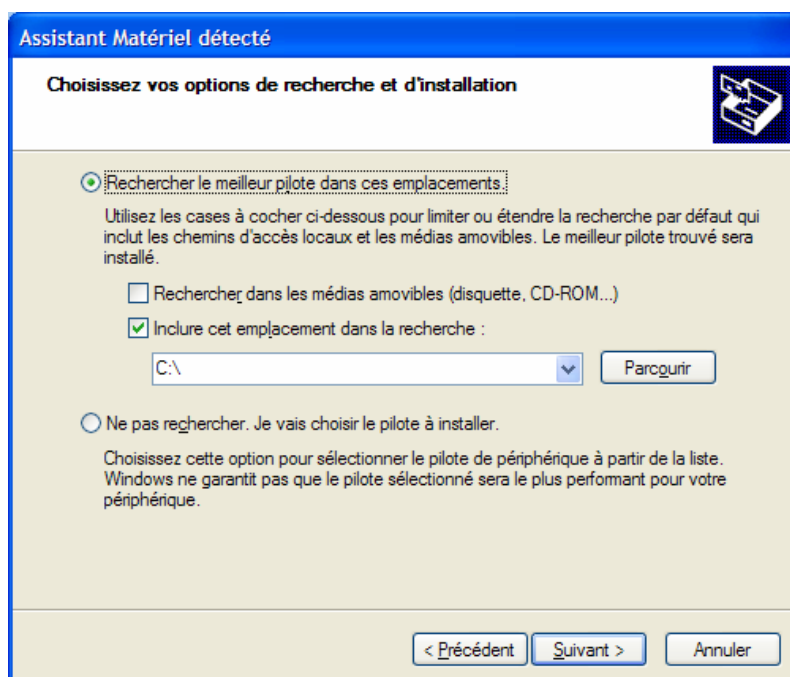 Assistant Matériel détecté
Choisissez vos options de recherche et d'installation
Rechercher le meilleur pilote dans ces emplacements.
Utilisez les cases à cocher ci-dessous pour limiter ou étendre la recherche par défaut qui
inclut les chemins d'accès locaux et les médias amovibles. Le meilleur pilote trouvé sera
installé.
Rechercher dans les médias amovibles (disquette, CD-ROM...)
Inclure cet emplacement dans la recherche :
C:\
Parcourir
Ne pas rechercher. Je vais choisir le pilote à installer.
Choisissez cette option pour sélectionner le pilote de périphérique à partir de la liste.
Windows ne garantit pas que le pilote sélectionné sera le plus performant pour votre
périphérique.
< Précédent Suivant > Annuler